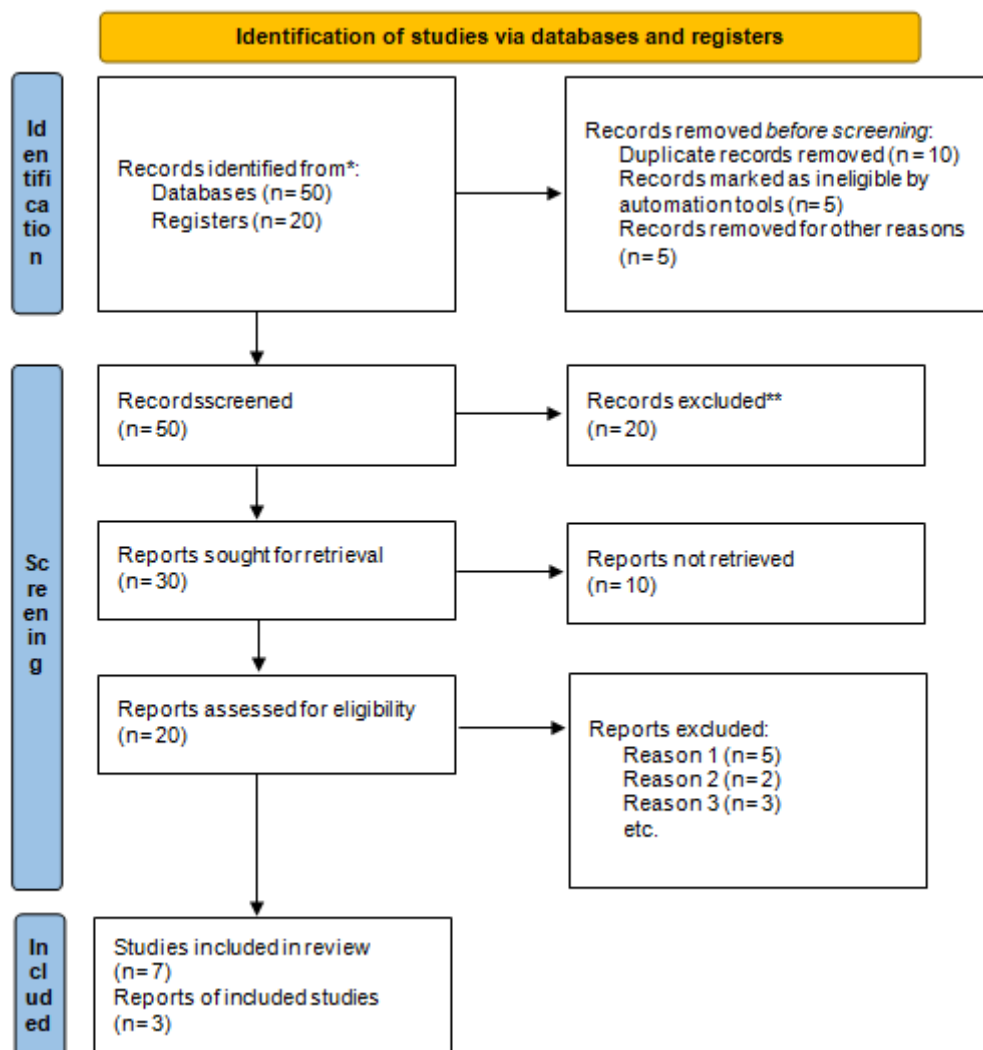 Identification of studies via databases and registers
Id
en
tifi
ca
tio
n
Records identified from*:
Databases (n = 50)
Registers (n = 20)
Records removed before screening:
Duplicate records removed (n = 10)
Records marked as ineligible by
automation tools (n= 5)
Records removed for other reasons
(n= 5)
Sc
re
en
in
g
Recordsscreened
(n= 50)
Records excluded**
(n= 20)
Reports sought for retrieval
(n= 30)
Reports not retrieved
(n= 10)
Reports assessed for eligibility
(n= 20)
Reports excluded:
Reason 1 (n= 5)
Reason 2 (n= 2)
Reason 3 (n= 3)
etc.
In
cl
ud
ed
Studies included in review
(n= 7)
Reports of included studies
(n= 3)